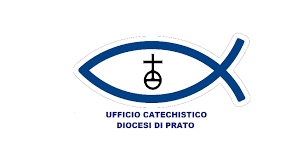 UFFICIO CATECHISTICO
DIOCESI DI PRATO